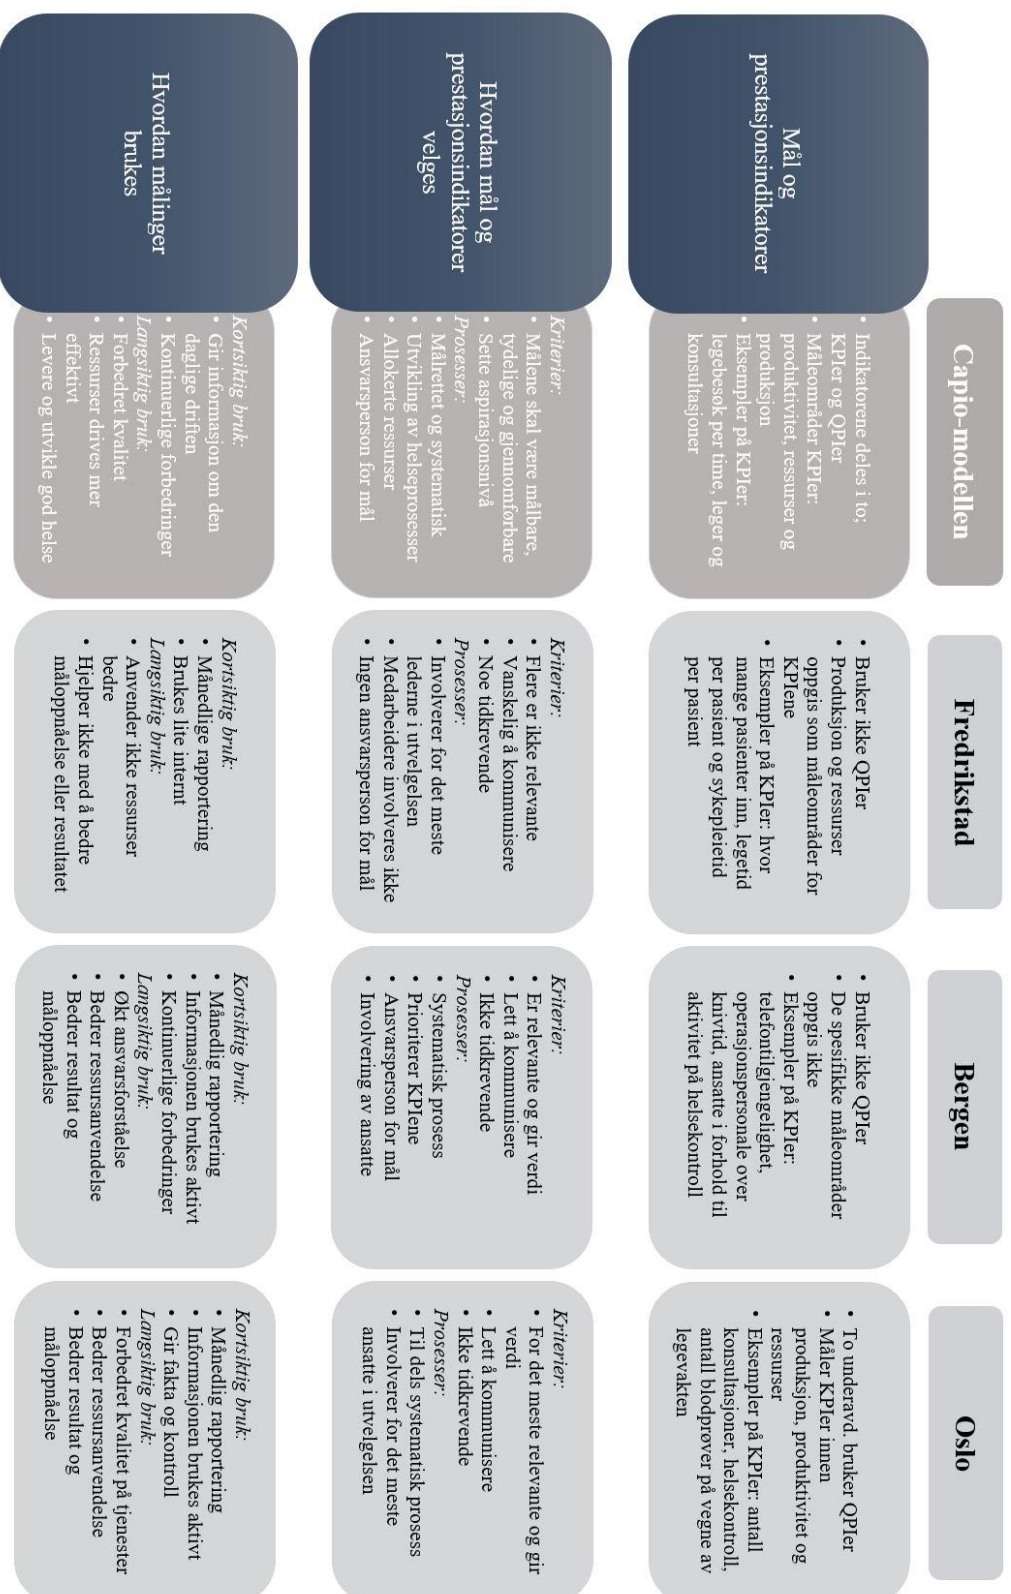 Capio-modellen
Fredrikstad
Bergen
Oslo
Mål og
prestasjonsindikatorer
• Indikatorene deles i to;
KPIer og QPIer
• Måleområder KPIer:
produktivitet, ressurser og
produksjon
• Eksempler på KPIer:
legebesøk per time, leger og
konsultasjoner
• Bruker ikke QPIer
• Produksjon og ressurser
oppgis som måleområder for
KPIene
• Eksempler på KPIer: hvor
mange pasienter inn, legetid
per pasient og sykepleietid
per pasient
• Bruker ikke QPIer
• De spesifikke måleområder
oppgis ikke
• Eksempler på KPIer:
telefontilgjengelighet,
operasjonspersonale over
knivtid, ansatte i forhold til
aktivitet på helsekontroll
• To underavd. bruker QPIer
• Måler KPIer innen
produksjon, produktivitet og
ressurser
• Eksempler på KPIer: antall
konsultasjoner, helsekontroll,
antall blodprøver på vegne av
legevakten
Hvordan mål og
prestasjonsindikatorer
velges
Kriterier:
• Målene skal være målbare,
tydelige og gjennomførbare
• Sette aspirasjonsnivå
Prosesser:
• Målrettet og systematisk
• Utvikling av helseprosesser
• Allokerte ressurser
• Ansvarsperson for mål
Kriterier:
• Flere er ikke relevante
• Vanskelig å kommunisere
• Noe tidkrevende
Prosesser:
• Involverer for det meste
lederne i utvelgelsen
• Medarbeidere involveres ikke
• Ingen ansvarsperson for mål
Kriterier:
• Er relevante og gir verdi
• Lett å kommunisere
• Ikke tidkrevende
Prosesser:
• Systematisk prosess
• Prioriterer KPIene
• Ansvarsperson for mål
• Involvering av ansatte
Kriterier:
• For det meste relevante og gir
verdi
• Lett å kommunisere
• Ikke tidkrevende
Prosesser:
• Til dels systematisk prosess
• Involverer for det meste
ansatte i utvelgelsen
Hvordan målinger
brukes
Kortsiktig bruk:
• Gir informasjon om den
daglige driften
• Kontinuerlige forbedringer
Langsiktig bruk:
• Forbedret kvalitet
• Ressurser drives mer
effektivt
• Levere og utvikle god helse
Kortsiktig bruk:
• Månedlige rapportering
• Brukes lite internt
Langsiktig bruk:
• Anvender ikke ressurser
bedre
• Hjelper ikke med å bedre
måloppnåelse eller resultatet
Kortsiktig bruk:
• Månedlig rapportering
• Informasjonen brukes aktivt
• Kontinuerlige forbedringer
Langsiktig bruk:
• Økt ansvarsforståelse
• Bedrer ressursanvendelse
• Bedrer resultat og
måloppnåelse
Kortsiktig bruk:
• Månedlig rapportering
• Informasjonen brukes aktivt
• Gir fakta og kontroll
Langsiktig bruk:
• Forbedret kvalitet på tjenester
• Bedrer ressursanvendelse
• Bedrer resultat og
måloppnåelse